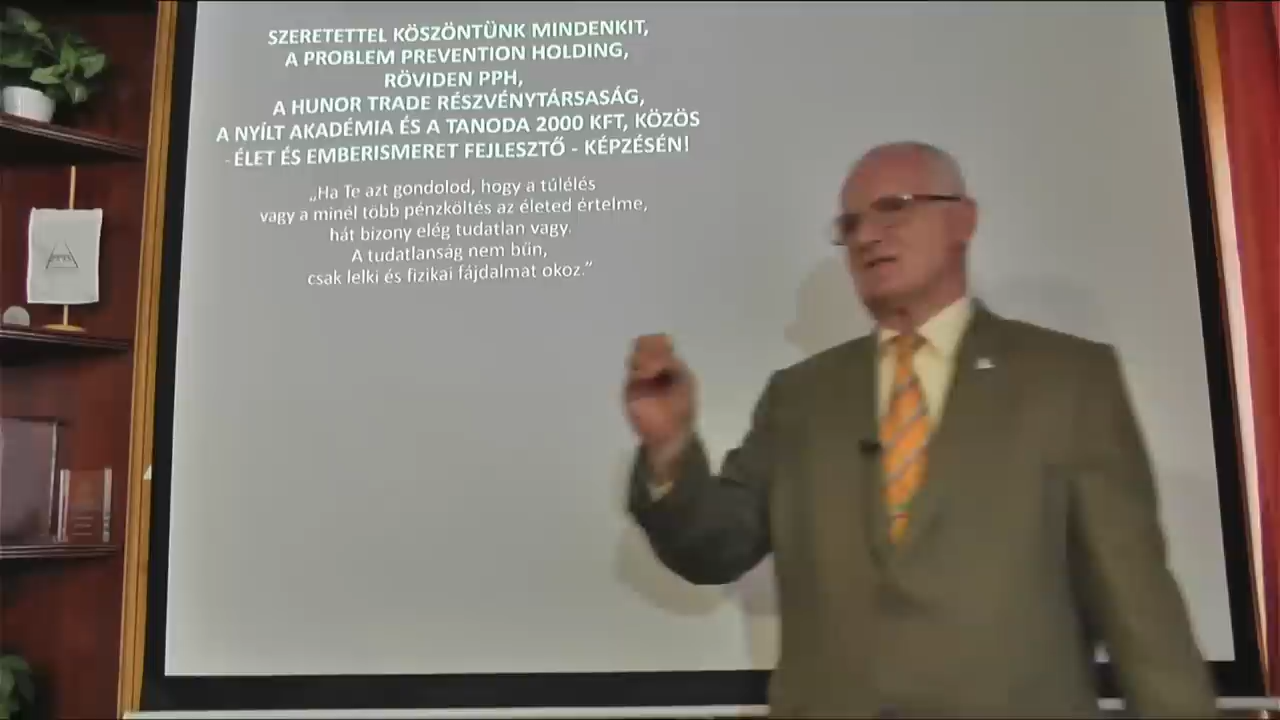 SZERETETTEL KÖSZÖNTÜNK MINDENKIT,
A PROBLEM PREVENTION HOLDING,
RÖVIDEN PPH,
A HUNOR TRADE RÉSZVÉNYTÁRSASÁG,
A NYÍLT AKADÉMIA ÉS A TANODA 2000 KFT, KÖZÖS
- ÉLET ÉS EMBERISMERET FEJLESZTŐ - KÉPZÉSÉN!
„Ha Te azt gondolod, hogy a túlélés
vagy a minél több pénzköltés az életed értelme,
hát bizony elég tudatlan vagy.
A tudatlanság nem bűn,
csak lelki és fizikai fájdalmat okoz.”